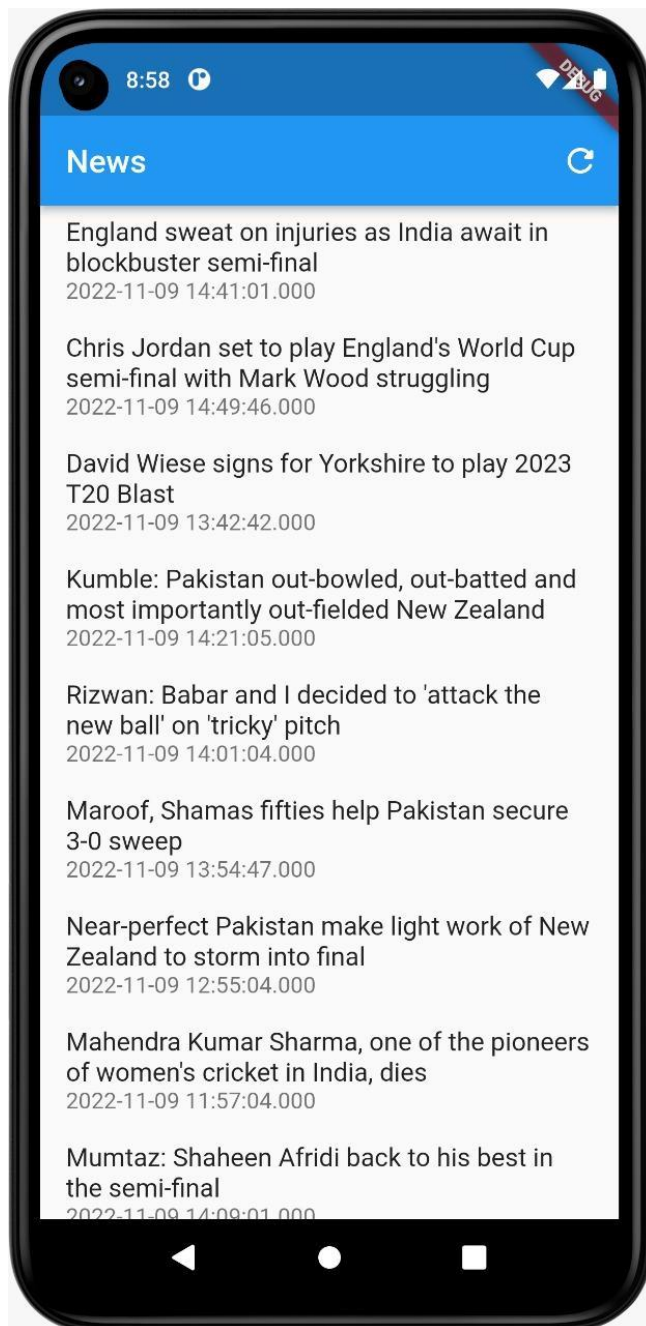 8:58
DEBUG
News
England sweat on injuries as India await in
blockbuster semi-final
2022-11-09 14:41:01.000
Chris Jordan set to play England's World Cup
semi-final with Mark Wood struggling
2022-11-09 14:49:46.000
David Wiese signs for Yorkshire to play 2023
T20 Blast
2022-11-09 13:42:42.000
Kumble: Pakistan out-bowled, out-batted and
most importantly out-fielded New Zealand
2022-11-09 14:21:05.000
Rizwan: Babar and I decided to 'attack the
new ball' on 'tricky' pitch
2022-11-09 14:01:04.000
Maroof, Shamas fifties help Pakistan secure
3-0 sweep
2022-11-09 13:54:47.000
Near-perfect Pakistan make light work of New
Zealand to storm into final
2022-11-09 12:55:04.000
Mahendra Kumar Sharma, one of the pioneers
of women's cricket in India, dies
2022-11-09 11:57:04.000
Mumtaz: Shaheen Afridi back to his best in
the semi-final
2022-11-09 14:09:01.000